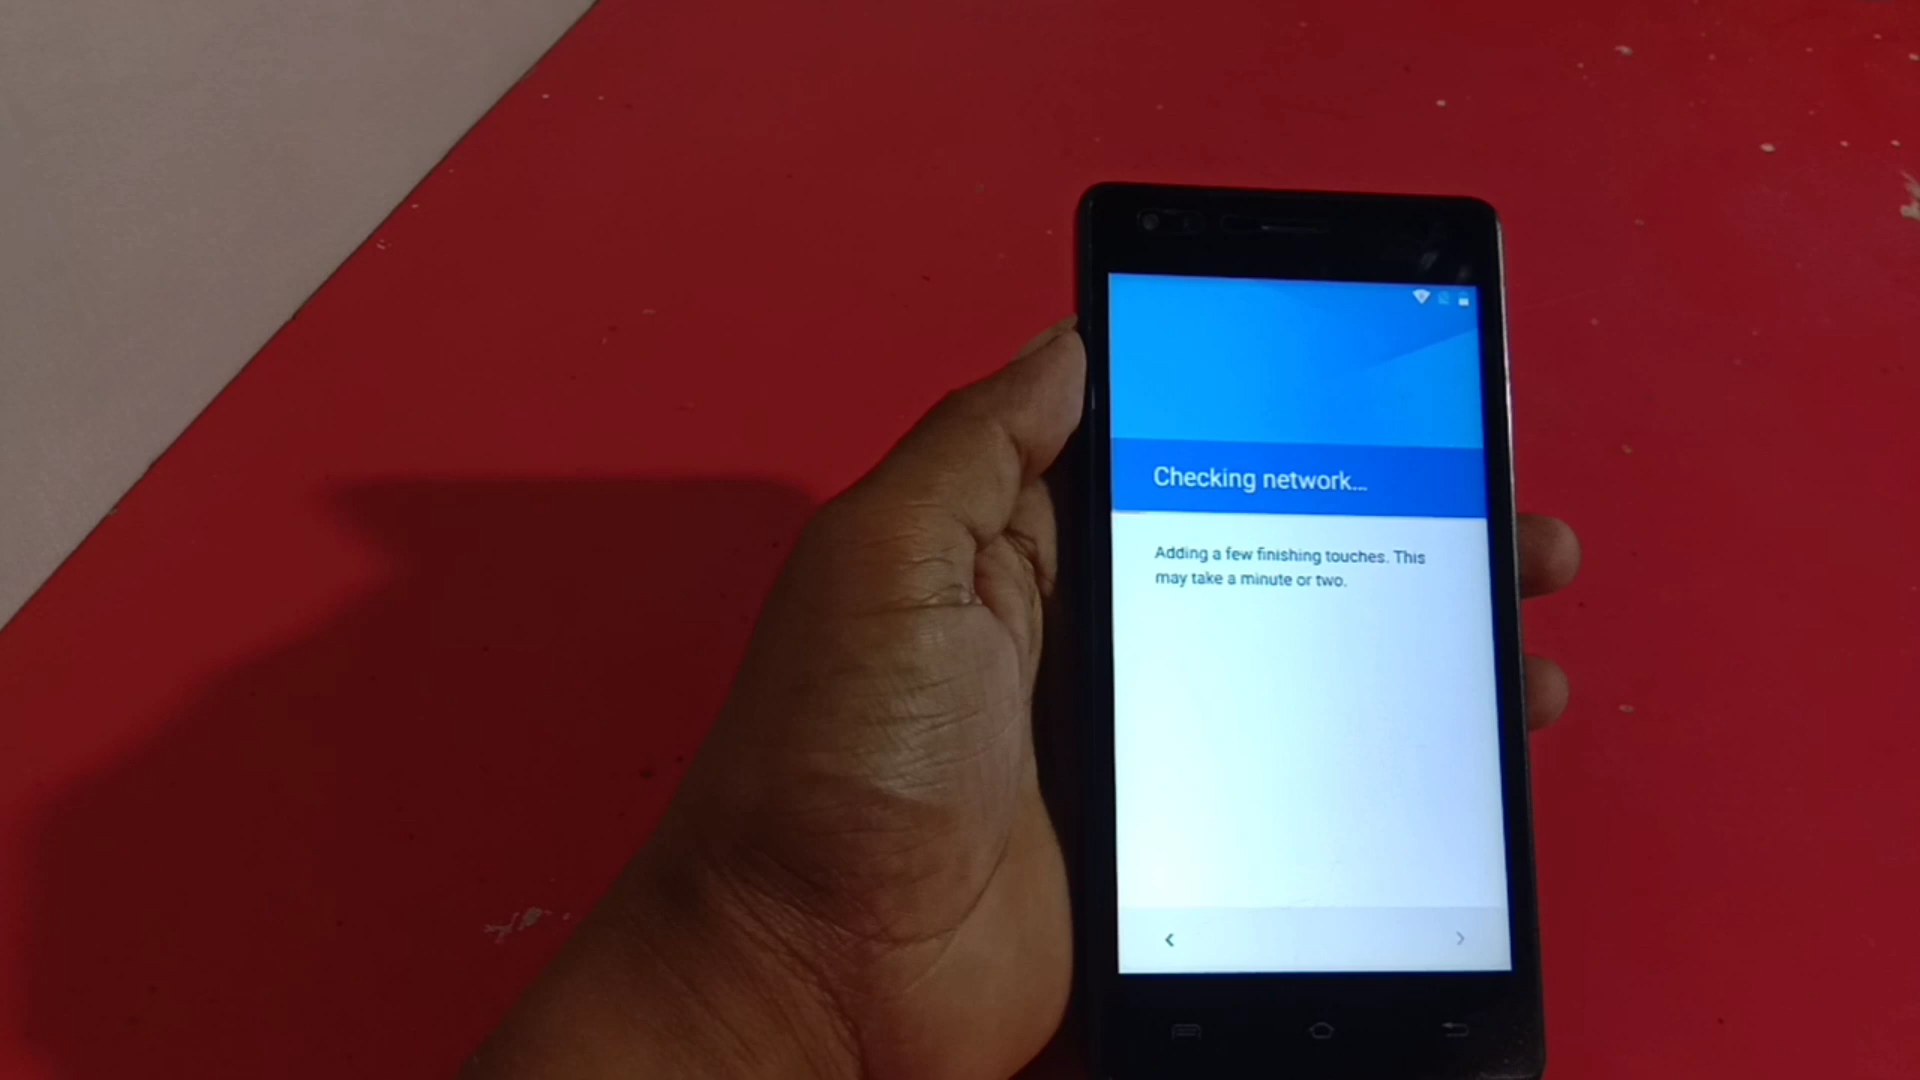 Checking network...
Adding a few finishing touches. This
may take a minute or two.